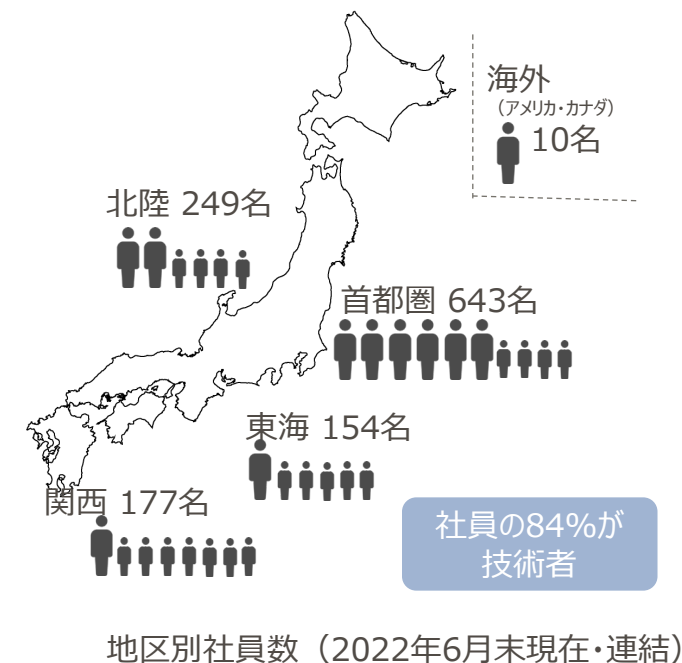 海外
（アメリカ・カナダ）
10名
北陸 249名
首都圏 643名
東海 154名
関西 177名
社員の84%が
技術者
地区別社員数（2022年6月末現在・連結）